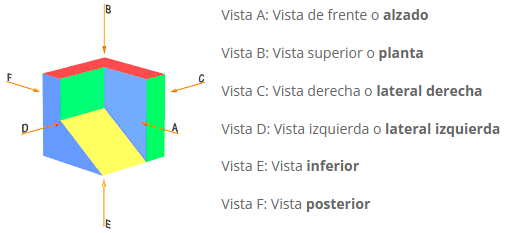 B
Vista A: Vista de frente o alzado
Vista B: Vista superior o planta
F
C
Vista C: Vista derecha o lateral derecha
D
A
Vista D: Vista izquierda o lateral izquierda
Vista E: Vista inferior
Vista F: Vista posterior
E